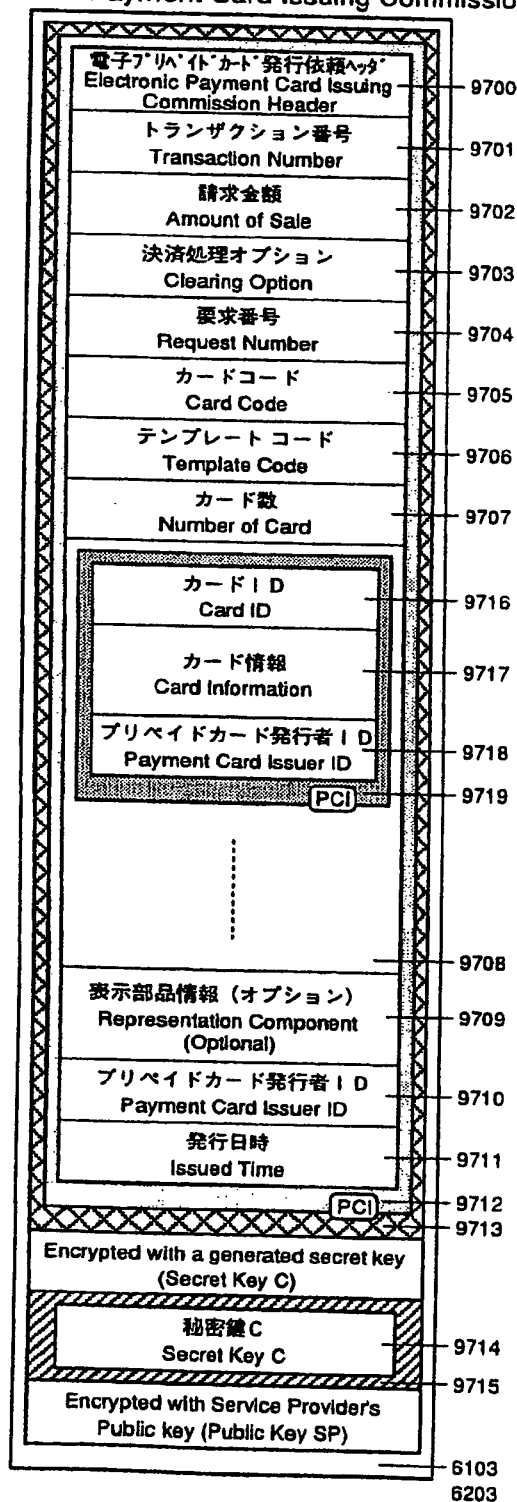 Payment Card Issuing Commissio
電子プリペイドカード発行依頼ヘッダ
Electronic Payment Card Issuing
Commission Header
9700
トランザクション番号
Transaction Number
9701
請求金額
Amount of Sale
9702
決済処理オプション
Clearing Option
9703
要求番号
Request Number
9704
カードコード
Card Code
9705
テンプレート コード
Template Code
9706
カード数
Number of Card
9707
カードID
Card ID
9716
カード情報
Card Information
9717
プリペイドカード発行者ID
Payment Card Issuer ID
9718
PCI
9719
9708
表示部品情報(オプション)
Representation Component
(Optional)
9709
プリペイドカード発行者ID
Payment Card Issuer ID
9710
発行日時
Issued Time
9711
PCI
9712
9713
Encrypted with a generated secret key
(Secret Key C)
秘密鍵C
Secret Key C
9714
9715
Encrypted with Service Provider's
Public key (Public Key SP)
6103
6203